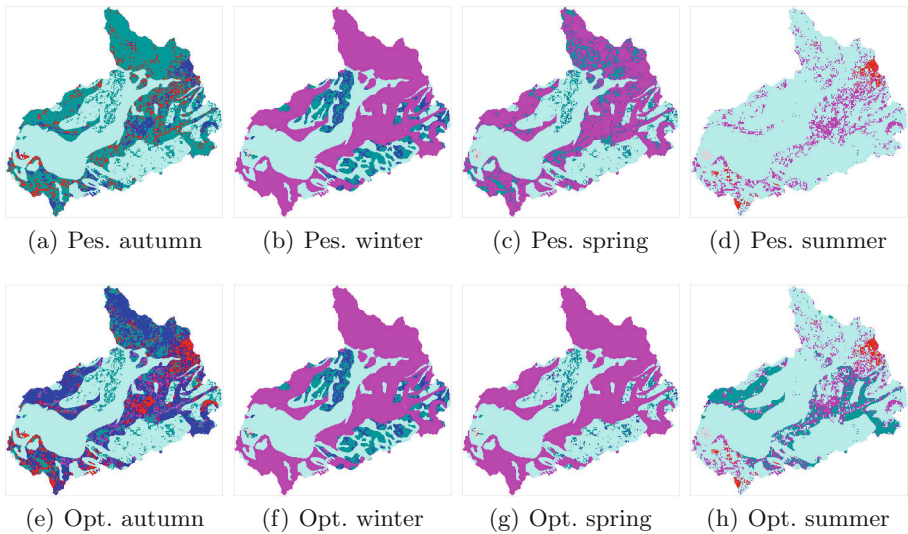 (a) Pes. autumn
(b) Pes. winter
(c) Pes. spring
(d) Pes. summer
(e) Opt. autumn
(f) Opt. winter
(g) Opt. spring
(h) Opt. summer